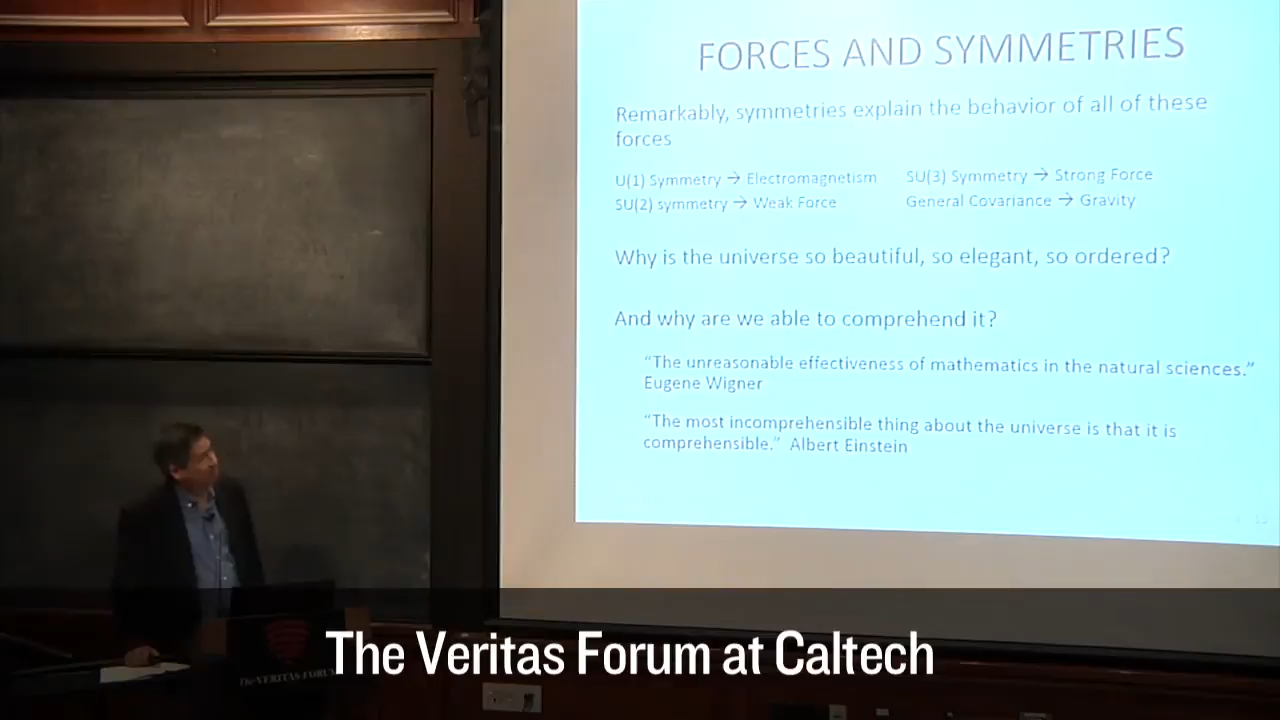 FORCES AND SYMMETRIES
Remarkably, symmetries explain the behavior of all of these
forces
U(1) Symmetry → Electromagnetism
SU(2) symmetry → Weak Force
SU(3) Symmetry → Strong Force
General Covariance → Gravity
Why is the universe so beautiful, so elegant, so ordered?
And why are we able to comprehend it?
“The unreasonable effectiveness of mathematics in the natural sciences.”
Eugene Wigner
“The most incomprehensible thing about the universe is that it is
comprehensible.” Albert Einstein
The VERITAS FORUM
The Veritas Forum at Caltech